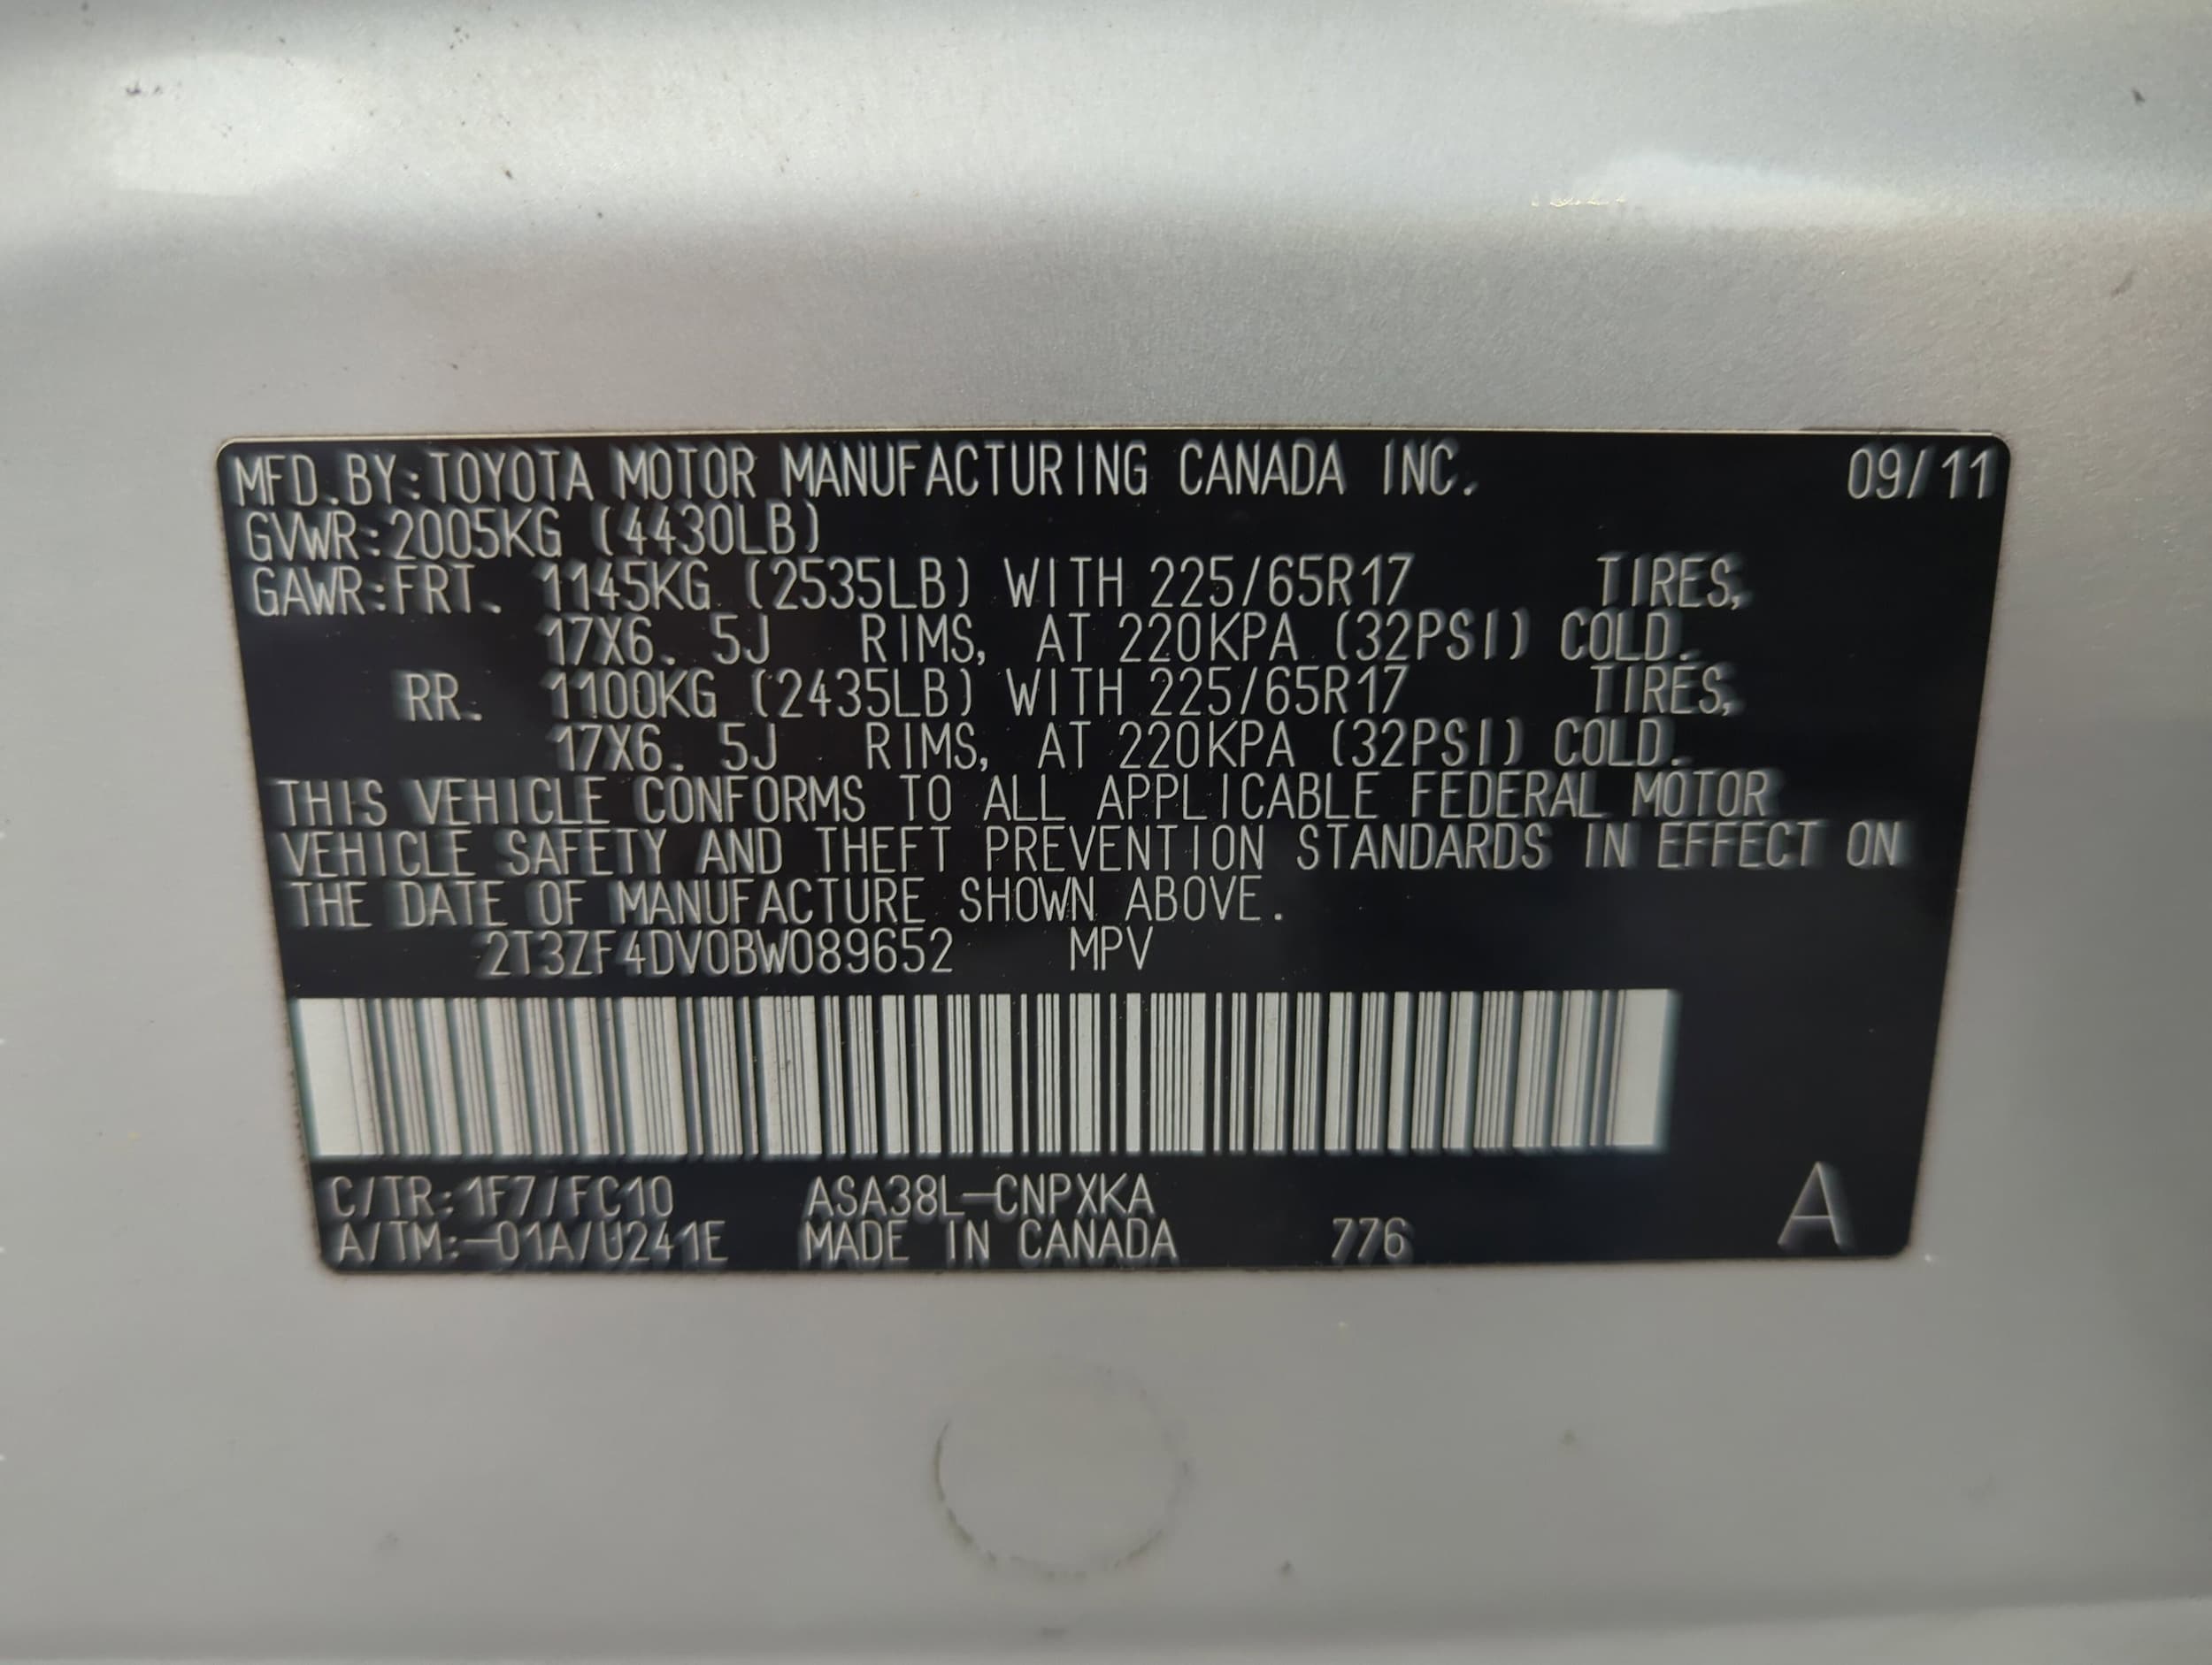 MFD.BY:TOYOTA MOTOR MANUFACTURING CANADA INC. 09/11
GVWR:2005KG (4430LB)
GAWR:FRT. 1145KG (2535LB) WITH 225/65R17 TIRES,
17X6. 5J RIMS, AT 220KPA (32PSI) COLD.
RR. 1100KG (2435LB) WITH 225/65R17 TIRES,
17X6. 5J RIMS, AT 220KPA (32PSI) COLD.
THIS VEHICLE CONFORMS TO ALL APPLICABLE FEDERAL MOTOR
VEHICLE SAFETY AND THEFT PREVENTION STANDARDS IN EFFECT ON
THE DATE OF MANUFACTURE SHOWN ABOVE.
2T3ZF4DV0BW089652 MPV
C/TR:1F7/FC10 ASA38L-CNPXKA
A/TM:-01A/U241E MADE IN CANADA 776 A